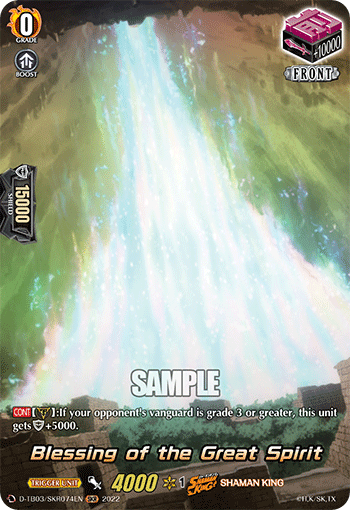 0
GRADE
BOOST
+10000
FRONT
15000
SHIELD
SAMPLE
CONT []:If your opponent's vanguard is grade 3 or greater, this unit
gets +5000.
Blessing of the Great Spirit
TRIGGER UNIT 4000 1 SHAMAN KING SHAMAN KING
D-TB03/SKR074EN SKR 2022 ©H.K/SK,TX